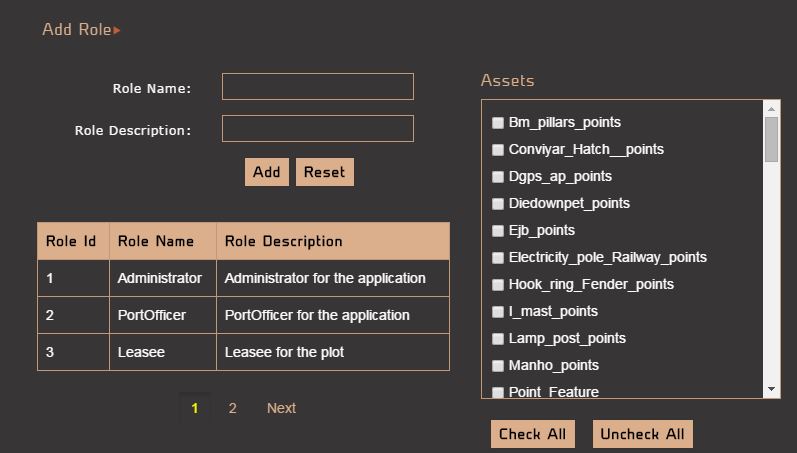 Add Role
Role Name:
Role Description:
Add Reset
Role Id Role Name Role Description
1 Administrator Administrator for the application
2 PortOfficer PortOfficer for the application
3 Leasee Leasee for the plot
1 2 Next
Assets
Bm_pillars_points
Conviyar_Hatch__points
Dgps_ap_points
Diedownpet_points
Ejb_points
Electricity_pole_Railway_points
Hook_ring_Fender_points
I_mast_points
Lamp_post_points
Manho_points
Point_Feature
Check All Uncheck All